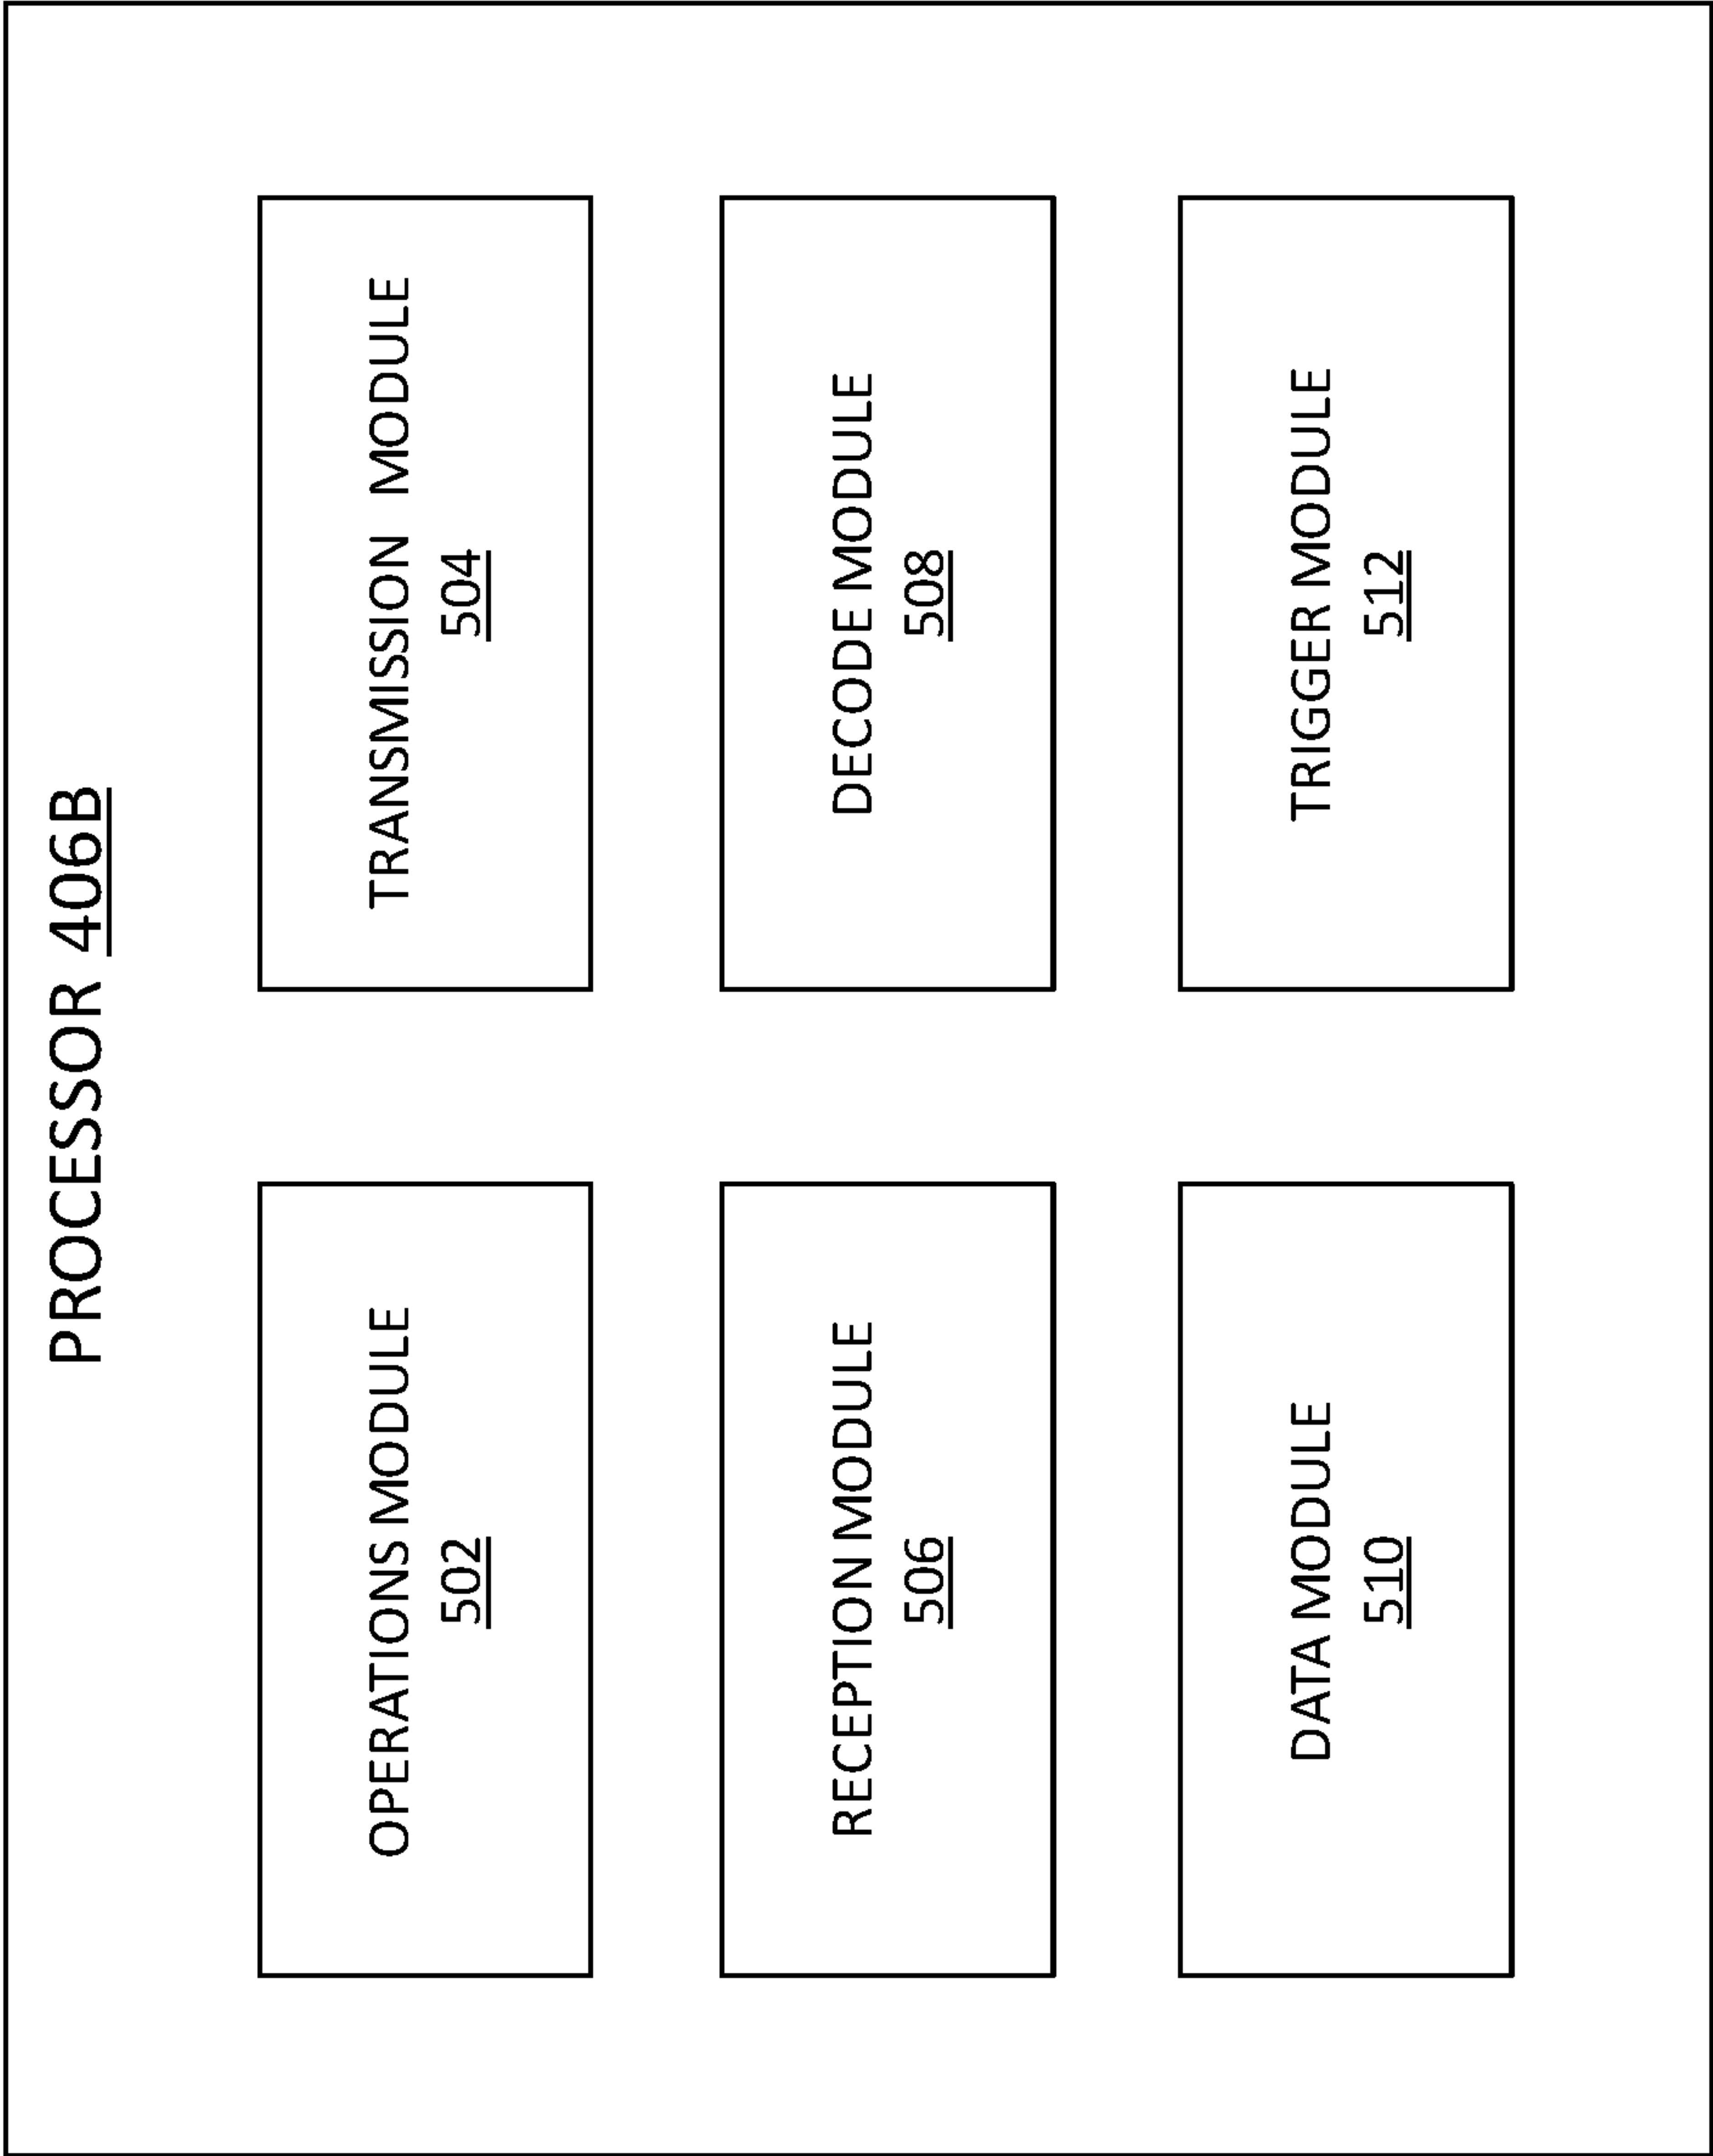 PROCESSOR 406B
OPERATIONS MODULE
502
TRANSMISSION MODULE
504
RECEPTION MODULE
506
DECODE MODULE
508
DATA MODULE
510
TRIGGER MODULE
512